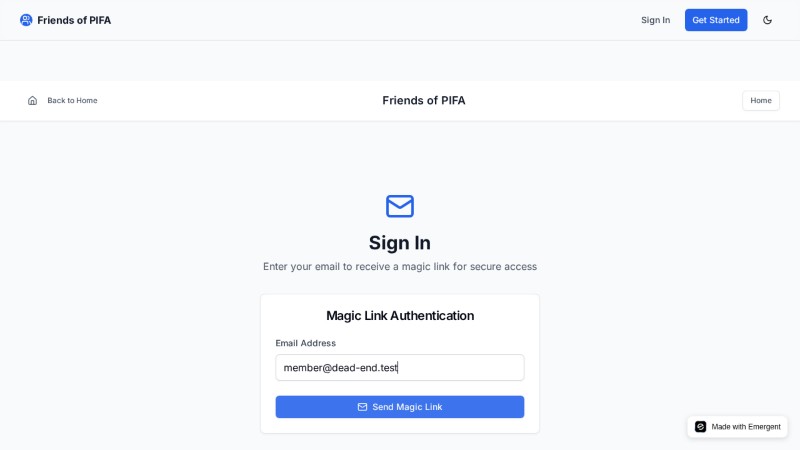 Friends of PIFA
Sign In
Get Started
Back to Home
Friends of PIFA
Home
Sign In
Enter your email to receive a magic link for secure access
Magic Link Authentication
Email Address
member@dead-end.test
Send Magic Link
Made with Emergent